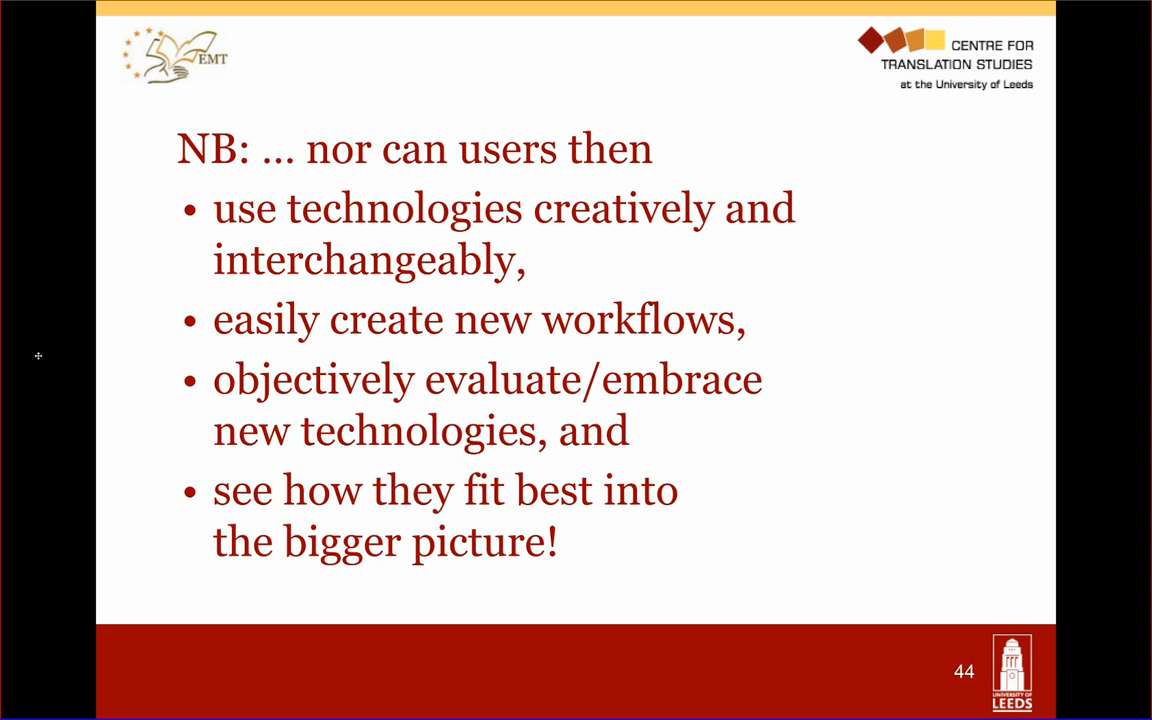 EMT
CENTRE FOR
TRANSLATION STUDIES
at the University of Leeds
NB: ... nor can users then
• use technologies creatively and
interchangeably,
• easily create new workflows,
• objectively evaluate/embrace
new technologies, and
• see how they fit best into
the bigger picture!
44
UNIVERSITY OF
LEEDS